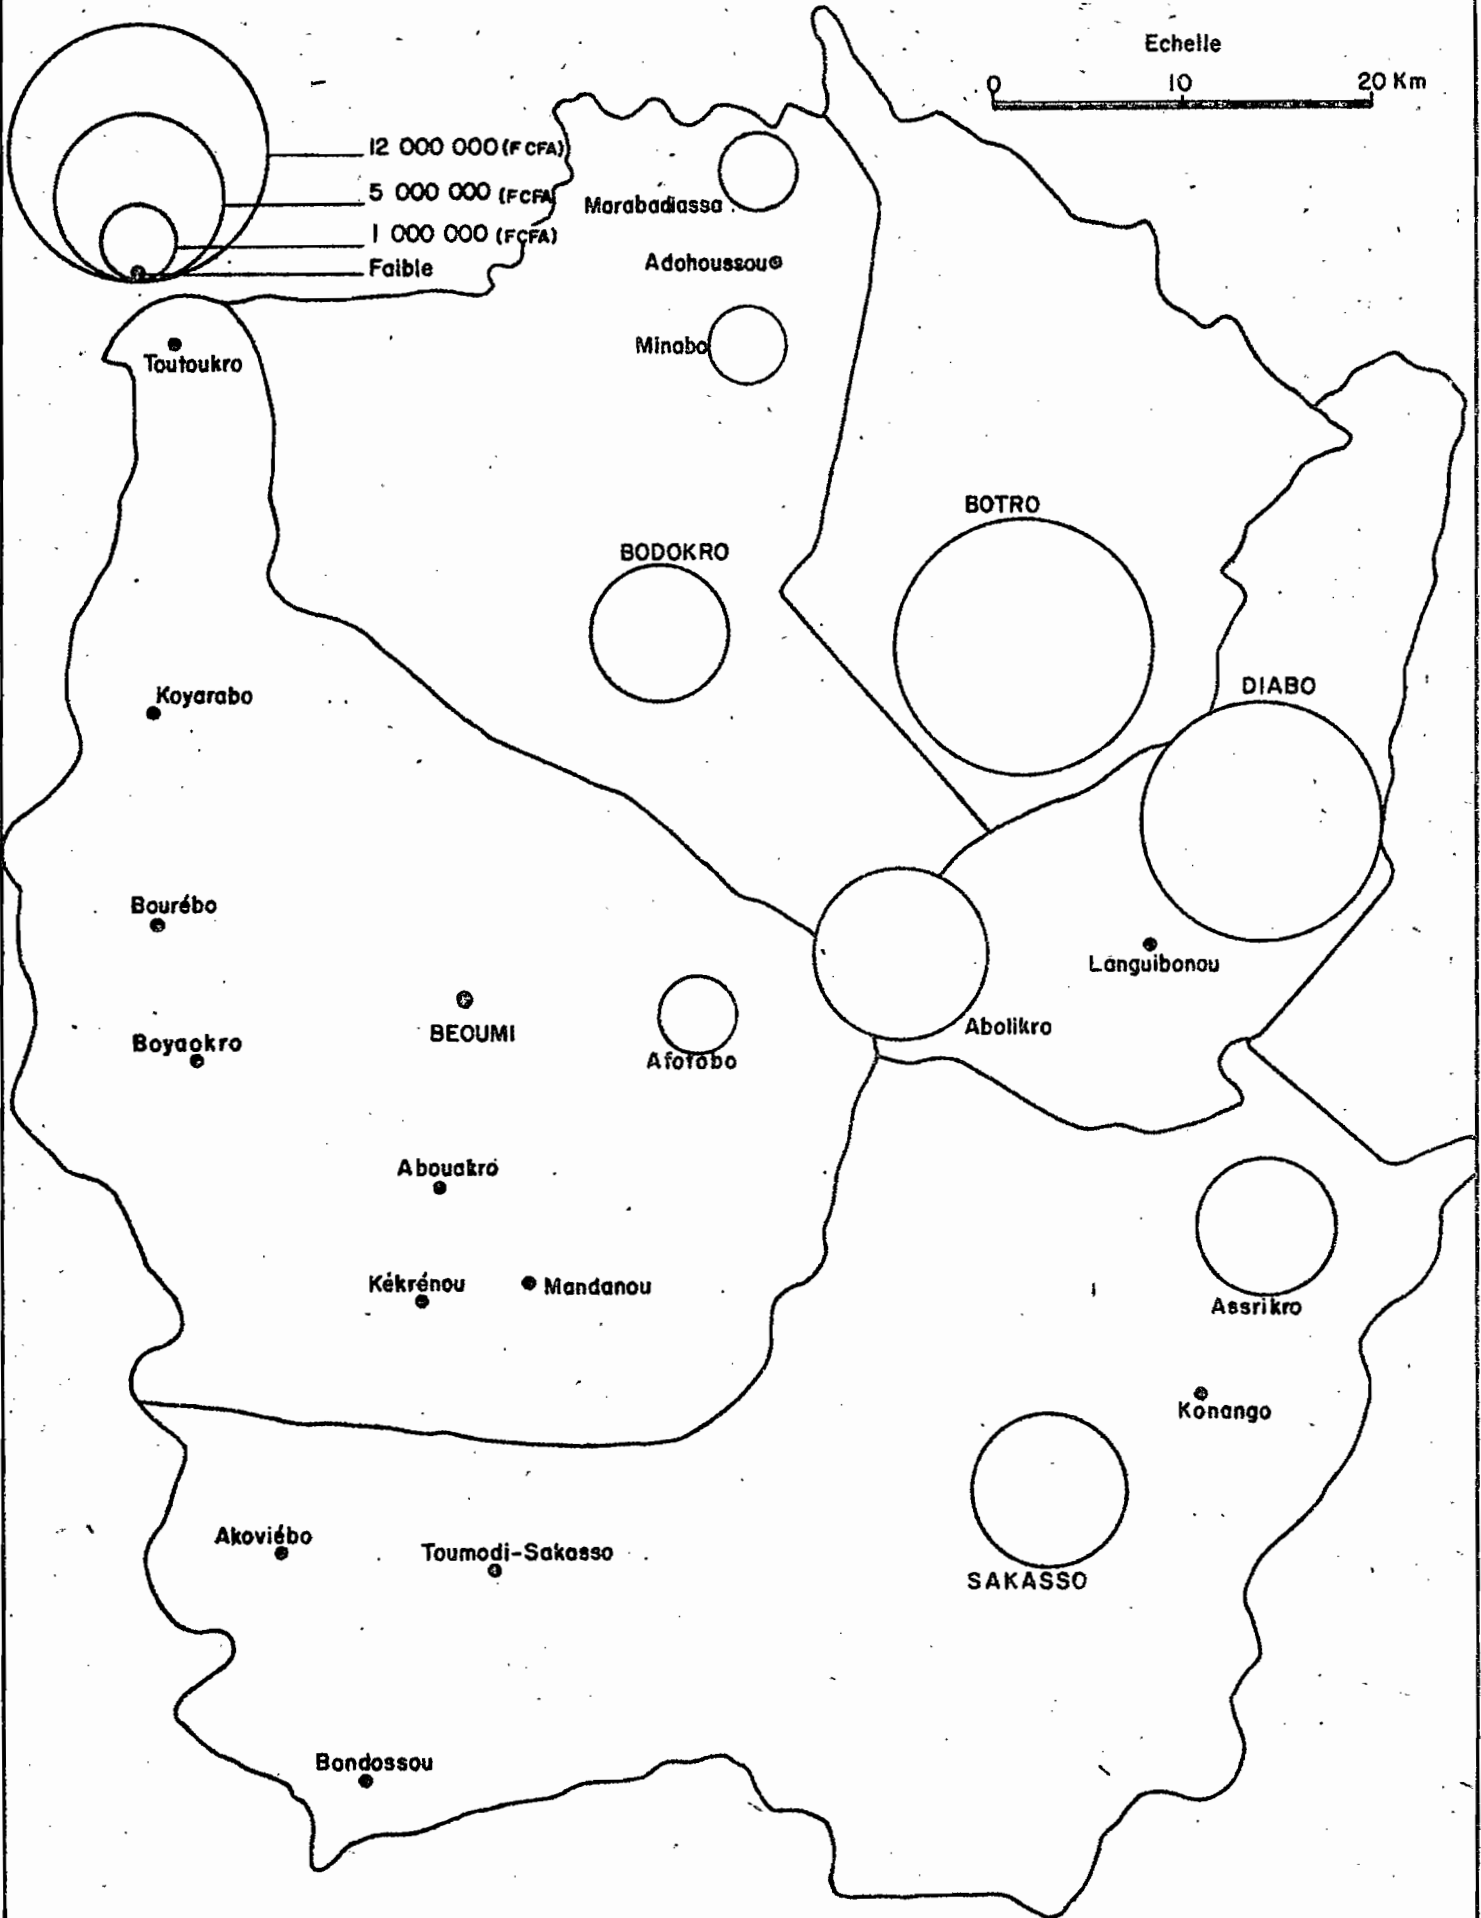 Echelle
0 10 20 Km
12 000 000 (F CFA)
5 000 000 (FCFA
1 000 000 (FCFA)
Faible
Marabadiassa
Adohoussou
Minabo
Toutoukro
BOTRO
BODOKRO
DIABO
Koyarabo
Bourébo
Languibonou
BEOUMI
Abolikro
Boyaokro
Afotobo
Abouakro
Kékrénou
Mandanou
Assrikro
Konango
Akoviébo
Toumodi-Sakasso
SAKASSO
Bondossou